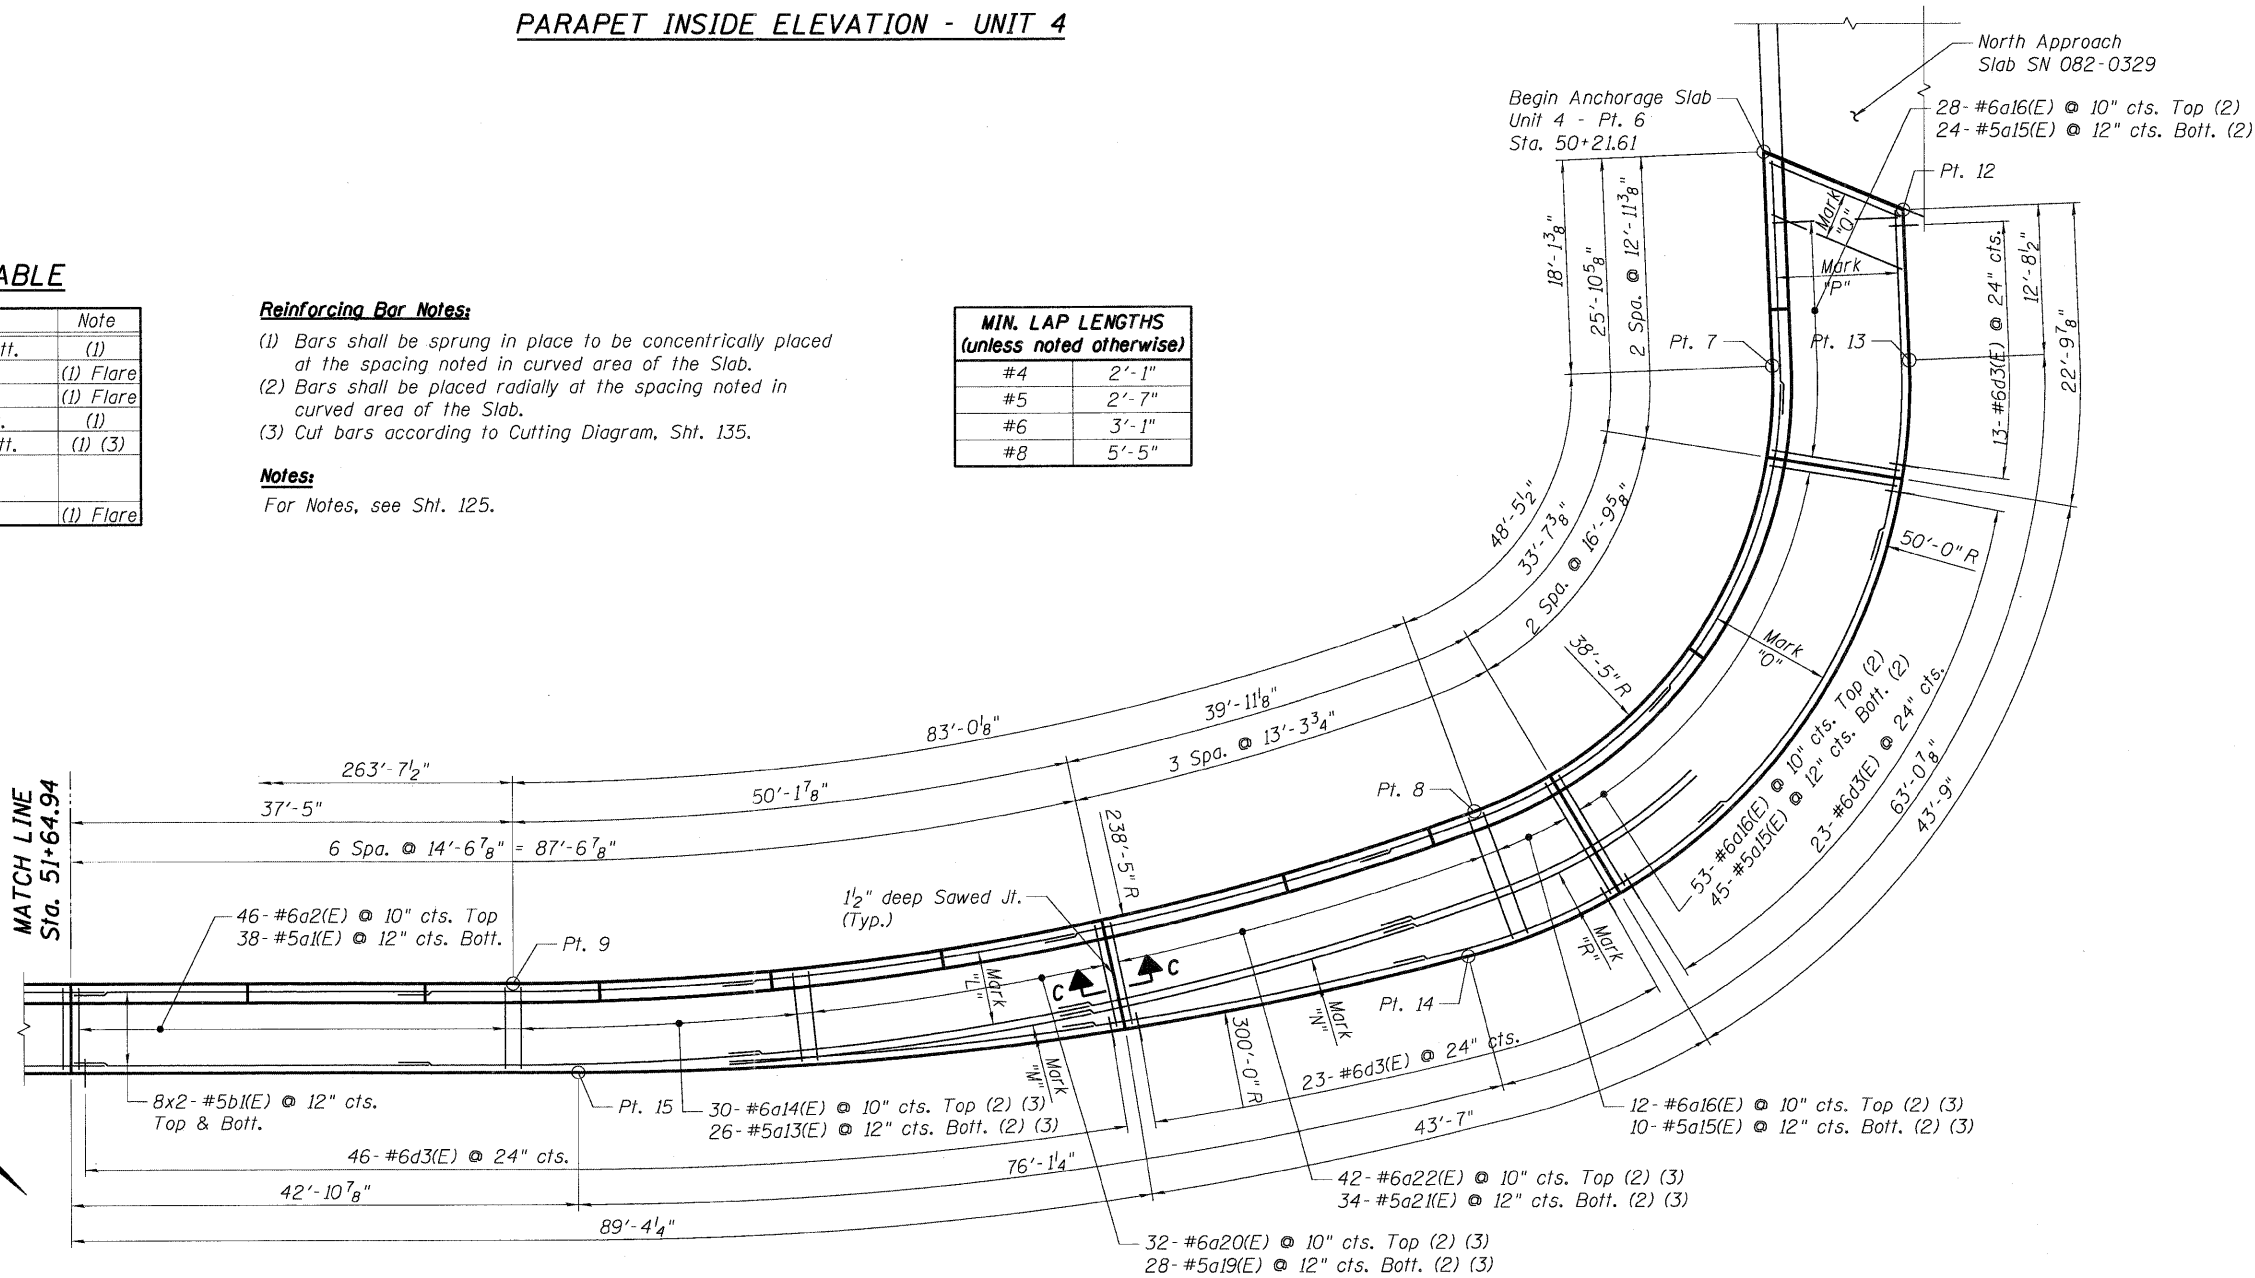 PARAPET INSIDE ELEVATION - UNIT 4
North Approach
Slab SN 082-0329
Begin Anchorage Slab
Unit 4 - Pt. 6
Sta. 50+21.61
28- #6a16(E) @ 10" cts. Top (2)
24- #5a15(E) @ 12" cts. Bott. (2)
Pt. 12
Mark
"Q"
Mark
"P"
Pt. 7
Pt. 13
18'-1 3/8"
25'-10 5/8"
2 Spa. @ 12'-11 3/8"
13- #6d3(E) @ 24" cts.
12'-8 1/2"
22'-9 7/8"
ABLE
Note
tt. (1)
(1) Flare
(1) Flare
. (1)
tt. (1) (3)
(1) Flare
Reinforcing Bar Notes:
(1) Bars shall be sprung in place to be concentrically placed
at the spacing noted in curved area of the Slab.
(2) Bars shall be placed radially at the spacing noted in
curved area of the Slab.
(3) Cut bars according to Cutting Diagram, Sht. 135.
Notes:
For Notes, see Sht. 125.
MIN. LAP LENGTHS
(unless noted otherwise)
#4 2'-1"
#5 2'-7"
#6 3'-1"
#8 5'-5"
48'-5 1/2"
33'-7 3/8"
2 Spa. @ 16'-9 5/8"
38'-5" R
50'-0" R
Mark
"O"
53- #6a16(E) @ 10" cts. Top (2)
45- #5a15(E) @ 12" cts. Bott. (2)
23- #6d3(E) @ 24" cts.
63'-0 7/8"
43'-9"
83'-0 1/8"
39'-11 1/8"
3 Spa. @ 13'-3 3/4"
263'-7 1/2"
37'-5"
50'-1 7/8"
6 Spa. @ 14'-6 7/8" = 87'-6 7/8"
MATCH LINE
Sta. 51+64.94
238'-5" R
Pt. 8
1 1/2" deep Sawed Jt.
(Typ.)
46- #6a2(E) @ 10" cts. Top
38- #5a1(E) @ 12" cts. Bott.
Pt. 9
C
C
Mark
"L"
Mark
"M"
Mark
"N"
Mark
"R"
Pt. 14
300'-0" R
23- #6d3(E) @ 24" cts.
8x2- #5b1(E) @ 12" cts.
Top & Bott.
Pt. 15
30- #6a14(E) @ 10" cts. Top (2) (3)
26- #5a13(E) @ 12" cts. Bott. (2) (3)
12- #6a16(E) @ 10" cts. Top (2) (3)
10- #5a15(E) @ 12" cts. Bott. (2) (3)
46- #6d3(E) @ 24" cts.
43'-7"
76'-1 1/4"
42'-10 7/8"
89'-4 1/4"
42- #6a22(E) @ 10" cts. Top (2) (3)
34- #5a21(E) @ 12" cts. Bott. (2) (3)
32- #6a20(E) @ 10" cts. Top (2) (3)
28- #5a19(E) @ 12" cts. Bott. (2) (3)